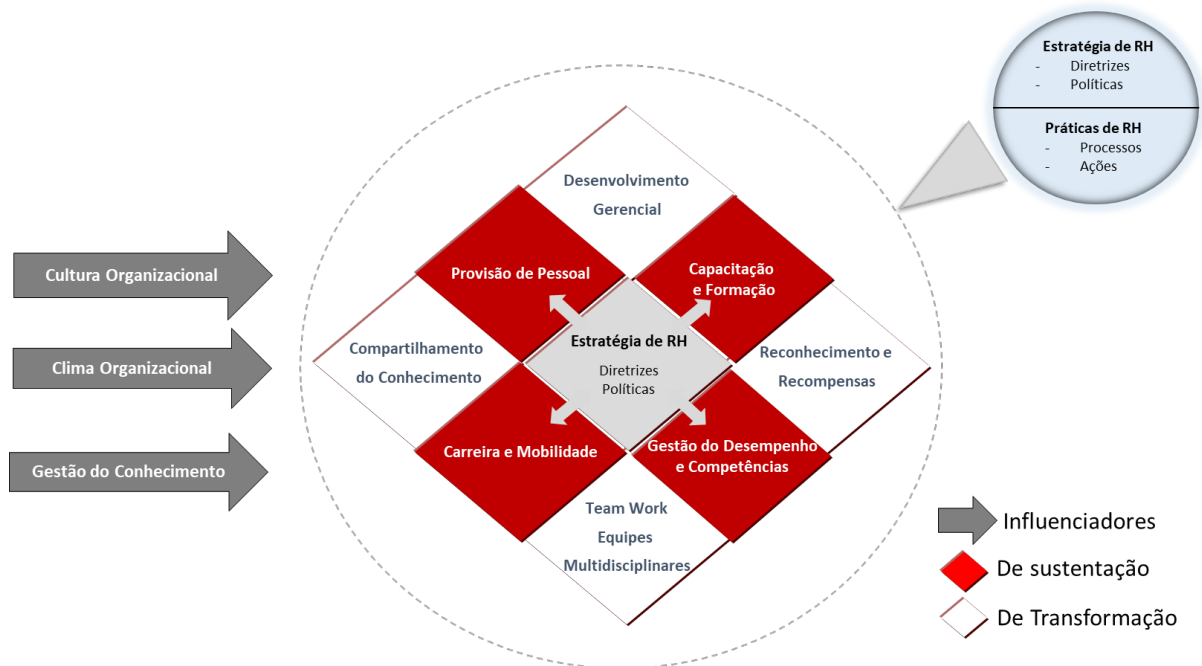 Estratégia de RH
- Diretrizes
- Políticas
Práticas de RH
- Processos
- Ações
Cultura Organizacional
Clima Organizacional
Gestão do Conhecimento
Desenvolvimento
Gerencial
Provisão de Pessoal
Capacitação
e Formação
Compartilhamento
do Conhecimento
Estratégia de RH
Diretrizes
Políticas
Reconhecimento e
Recompensas
Carreira e Mobilidade
Gestão do Desempenho
e Competências
Team Work
Equipes
Multidisciplinares
Influenciadores
De sustentação
De Transformação